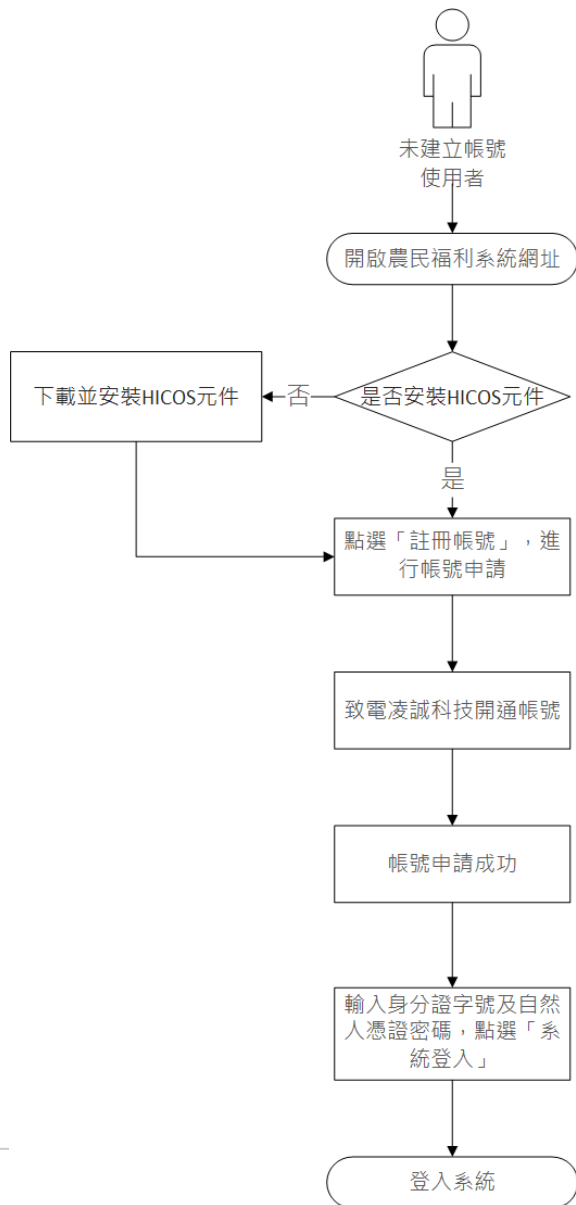 未建立帳號
使用者
開啟農民福利系統網址
是否安裝HICOS元件
否
下載並安裝HICOS元件
是
點選「註冊帳號」，進
行帳號申請
致電凌誠科技開通帳號
帳號申請成功
輸入身分證字號及自然
人憑證密碼，點選「系
統登入」
登入系統